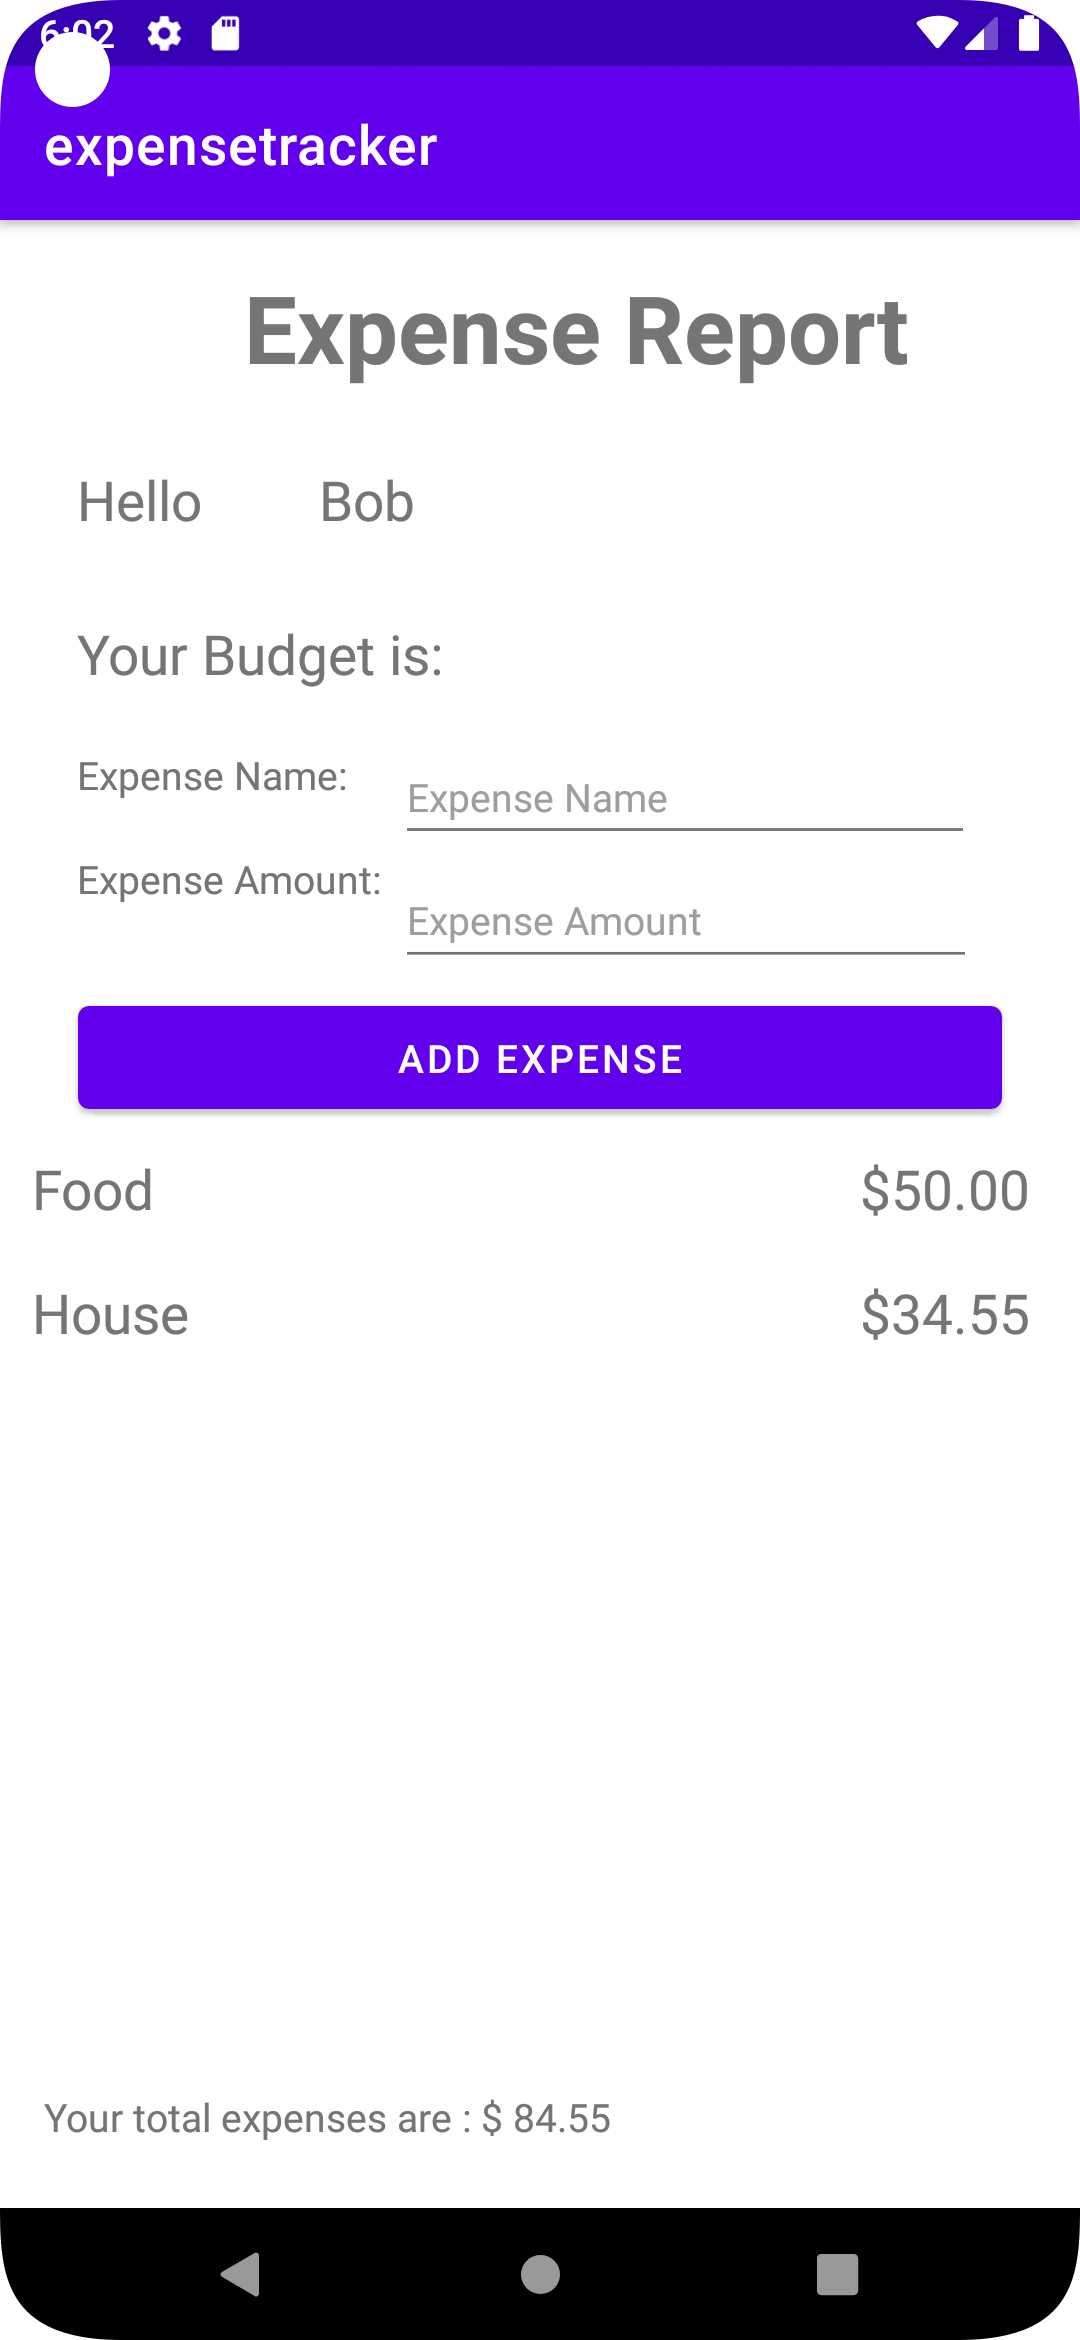 6:02
expensetracker
Expense Report
Hello Bob
Your Budget is:
Expense Name:
Expense Name
Expense Amount:
Expense Amount
ADD EXPENSE
Food $50.00
House $34.55
Your total expenses are : $ 84.55